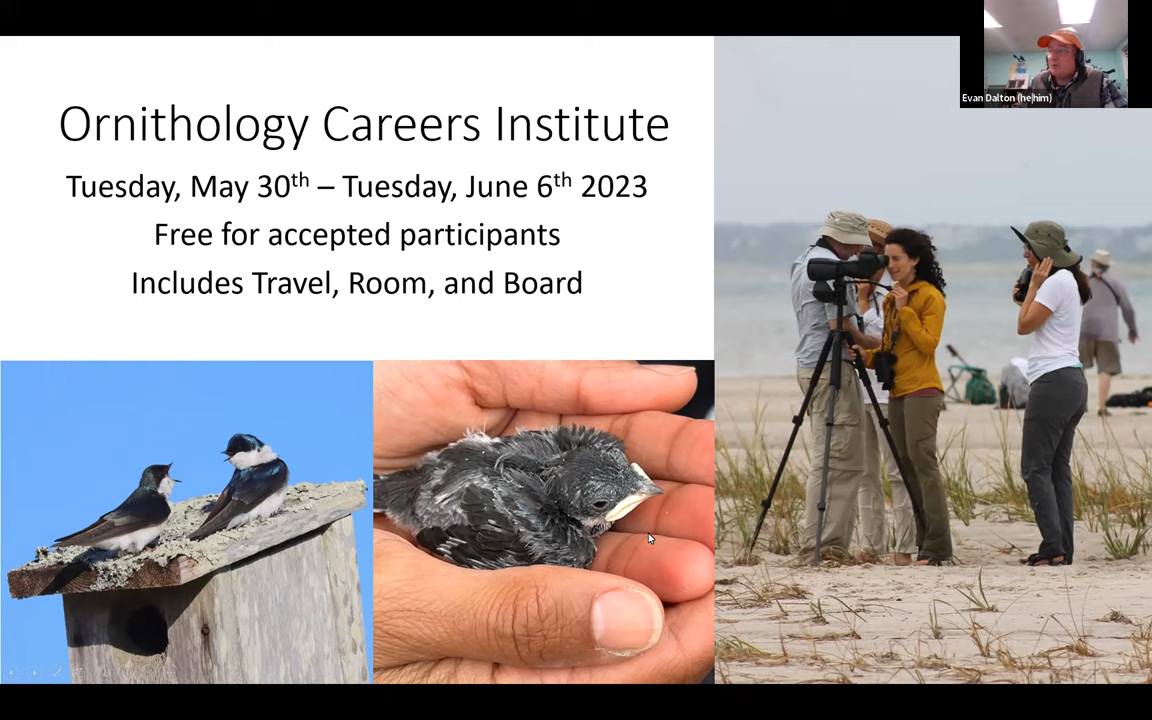 Ornithology Careers Institute
Tuesday, May 30th – Tuesday, June 6th 2023
Free for accepted participants
Includes Travel, Room, and Board
Evan Dalton (he|him)